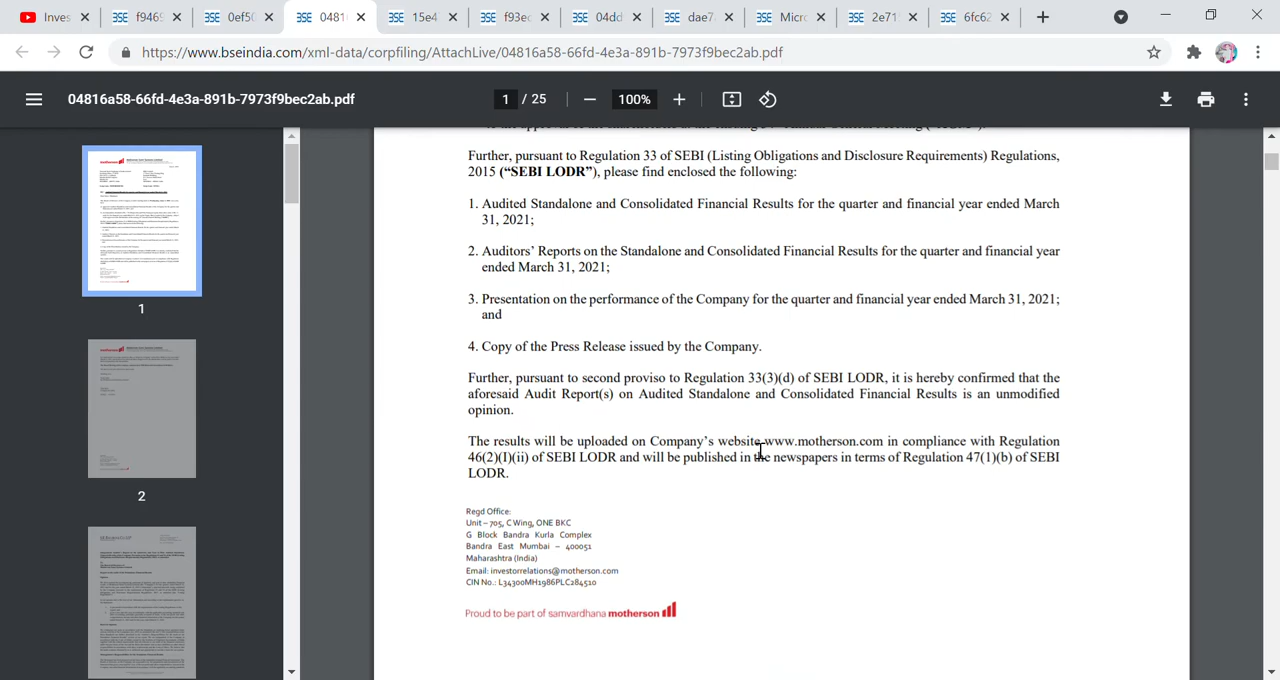 Inves
f9469
0ef50
0481
15e4
f93ec
04dd
dae7
Micro
2e71
6fc62
https://www.bseindia.com/xml-data/corpfiling/AttachLive/04816a58-66fd-4e3a-891b-7973f9bec2ab.pdf
04816a58-66fd-4e3a-891b-7973f9bec2ab.pdf
1 / 25
100%
Further, pursuant to Regulation 33 of SEBI (Listing Obligations and Disclosure Requirements) Regulations,
2015 (“SEBI LODR”), please find enclosed the following:
1. Audited Standalone and Consolidated Financial Results for the quarter and financial year ended March
31, 2021;
2. Auditors Reports on the Standalone and Consolidated Financial Results for the quarter and financial year
ended March 31, 2021;
3. Presentation on the performance of the Company for the quarter and financial year ended March 31, 2021;
and
4. Copy of the Press Release issued by the Company.
Further, pursuant to second proviso to Regulation 33(3)(d) of SEBI LODR, it is hereby confirmed that the
aforesaid Audit Report(s) on Audited Standalone and Consolidated Financial Results is an unmodified
opinion.
The results will be uploaded on Company’s website www.motherson.com in compliance with Regulation
46(2)(l)(ii) of SEBI LODR and will be published in the newspapers in terms of Regulation 47(1)(b) of SEBI
LODR.
Regd Office:
Unit – 705, C Wing, ONE BKC
G Block Bandra Kurla Complex
Bandra East Mumbai – 400051
Maharashtra (India)
Email: investorrelations@motherson.com
CIN No.: L34300MH1986PLC284510
Proud to be part of samvardhana motherson
1
2